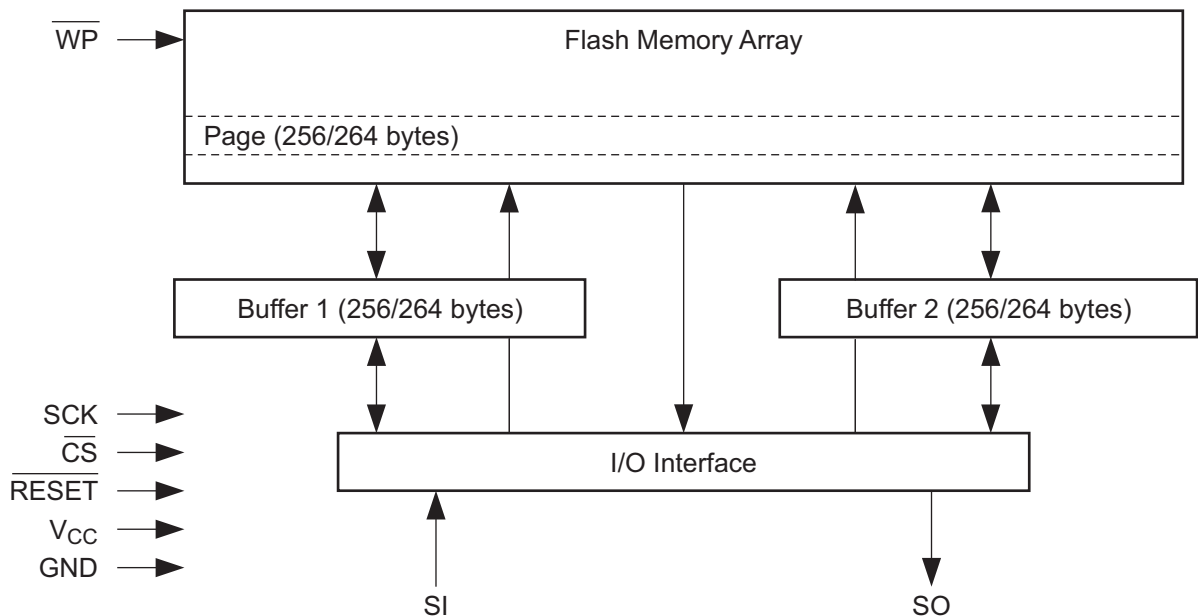 WP
Flash Memory Array
Page (256/264 bytes)
Buffer 1 (256/264 bytes)
Buffer 2 (256/264 bytes)
SCK
CS
RESET
VCC
GND
I/O Interface
SI
SO